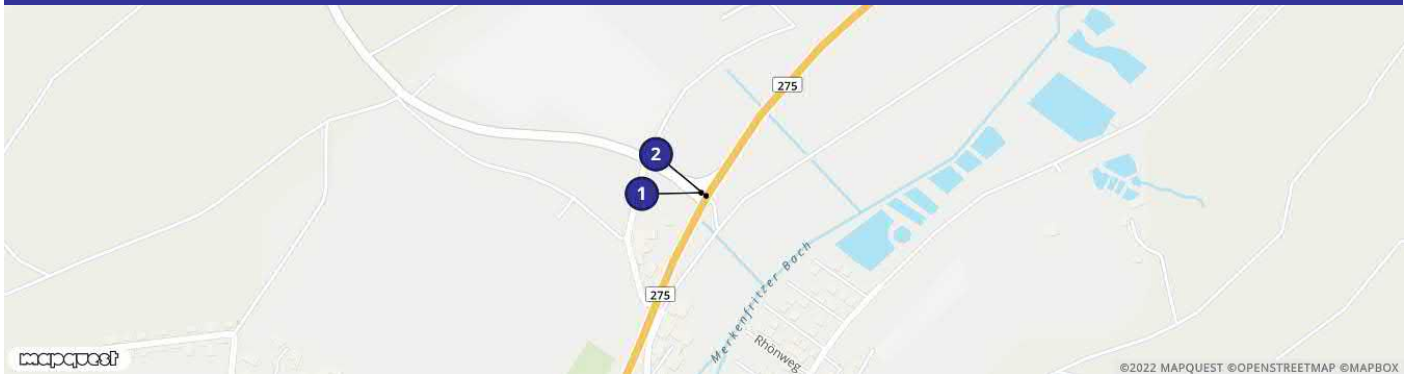 275
2
1
275
Merkenfritzer Bach
Rhönweg
mapquest
©2022 MAPQUEST ©OPENSTREETMAP ©MAPBOX